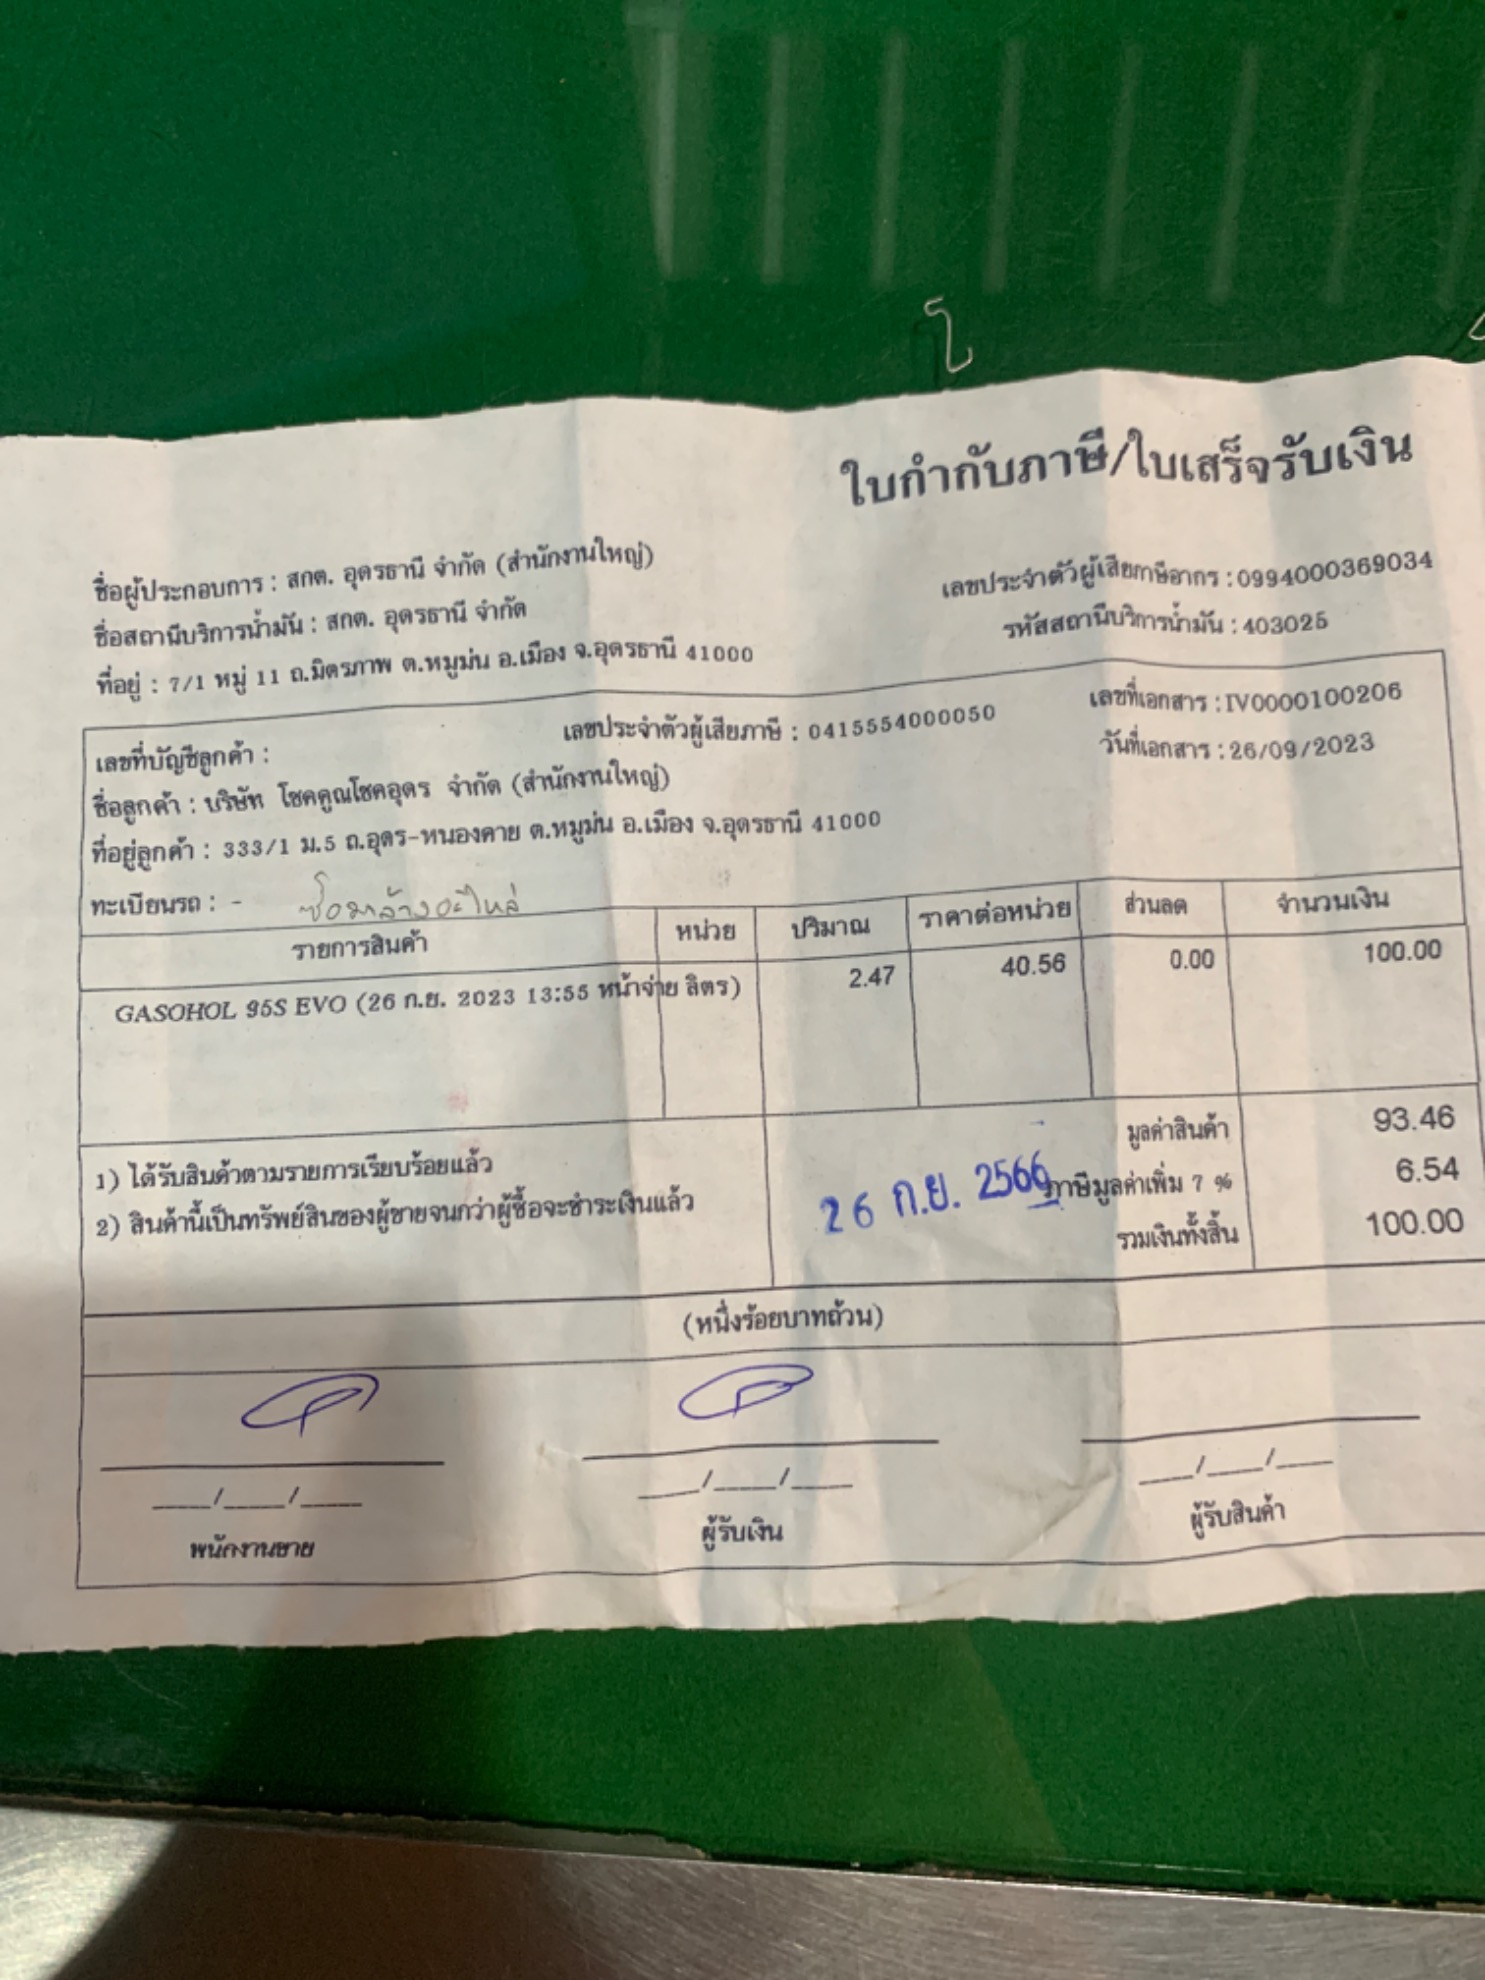 ใบกำกับภาษี/ใบเสร็จรับเงิน
ชื่อผู้ประกอบการ : สกต. อุดรธานี จำกัด (สำนักงานใหญ่)
เลขประจำตัวผู้เสียภาษีอากร : 0994000369034
ชื่อสถานีบริการน้ำมัน : สกต. อุดรธานี จำกัด
รหัสสถานีบริการน้ำมัน : 403025
ที่อยู่ : 7/1 หมู่ 11 ถ.มิตรภาพ ต.หมูม่น อ.เมือง จ.อุดรธานี 41000
เลขที่บัญชีลูกค้า : เลขประจำตัวผู้เสียภาษี : 0415554000050 เลขที่เอกสาร : IV0000100206
ชื่อลูกค้า : บริษัท โชคคูณโชคอุดร จำกัด (สำนักงานใหญ่) วันที่เอกสาร : 26/09/2023
ที่อยู่ลูกค้า : 333/1 ม.5 ถ.อุดร-หนองคาย ต.หมูม่น อ.เมือง จ.อุดรธานี 41000
ทะเบียนรถ : - ซื้อมาล้างอะไหล่
รายการสินค้า หน่วย ปริมาณ ราคาต่อหน่วย ส่วนลด จำนวนเงิน
GASOHOL 95S EVO (26 ก.ย. 2023 13:55 หน้าจ่าย ลิตร) 2.47 40.56 0.00 100.00
มูลค่าสินค้า 93.46
1) ได้รับสินค้าตามรายการเรียบร้อยแล้ว
26 ก.ย. 2566 ภาษีมูลค่าเพิ่ม 7 % 6.54
2) สินค้านี้เป็นทรัพย์สินของผู้ขายจนกว่าผู้ซื้อจะชำระเงินแล้ว
รวมเงินทั้งสิ้น 100.00
(หนึ่งร้อยบาทถ้วน)
____/____/____ ____/____/____ ____/____/____
พนักงานขาย ผู้รับเงิน ผู้รับสินค้า